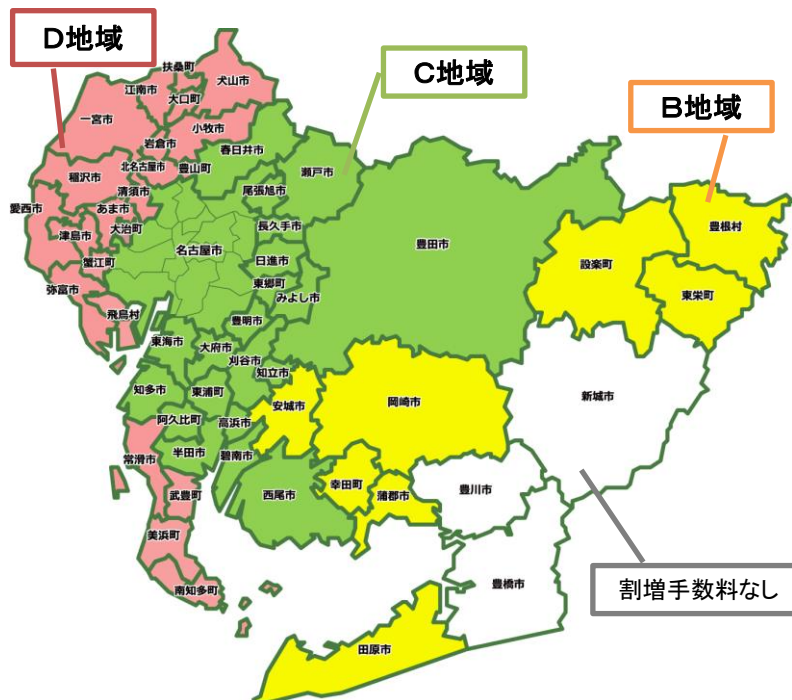 D地域
C地域
B地域
扶桑町
犬山市
江南市
大口町
一宮市
小牧市
岩倉市
春日井市
北名古屋市
豊山町
瀬戸市
稲沢市
清須市
尾張旭市
愛西市
あま市
豊根村
津島市
大治町
長久手市
名古屋市
豊田市
設楽町
蟹江町
日進市
東郷町
弥富市
みよし市
東栄町
飛島村
豊明市
東海市
大府市
刈谷市
知立市
知多市
東浦町
安城市
岡崎市
新城市
阿久比町
高浜市
常滑市
半田市
碧南市
幸田町
豊川市
武豊町
西尾市
蒲郡市
美浜町
豊橋市
割増手数料なし
南知多町
田原市